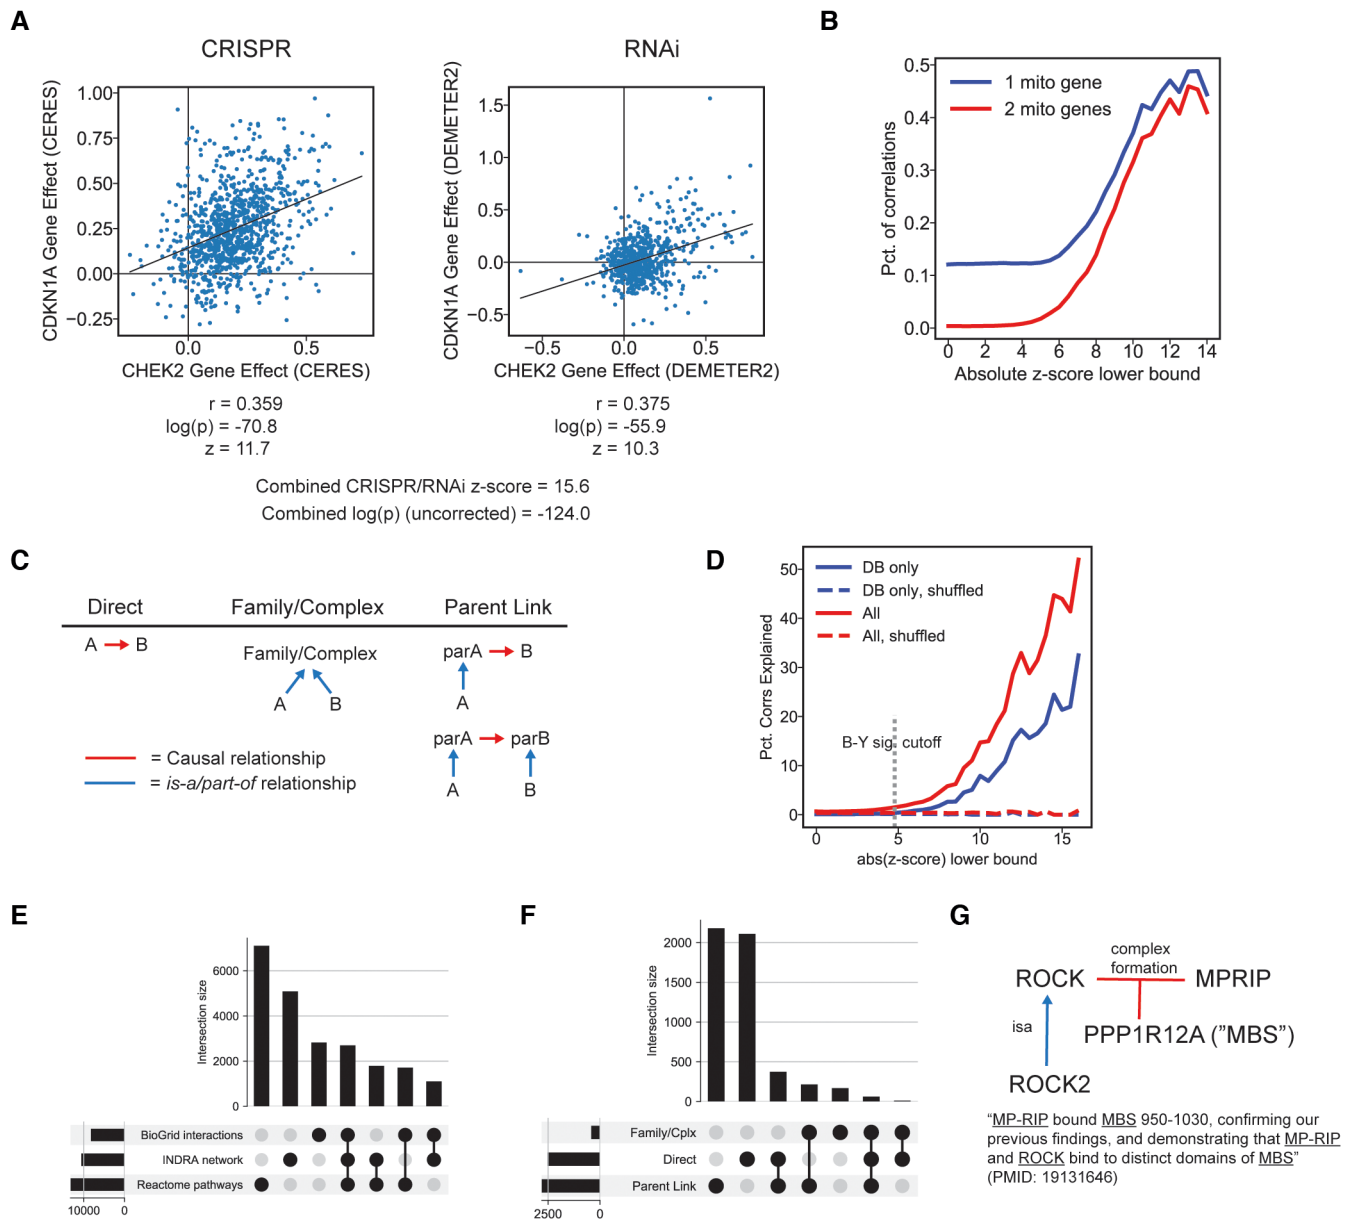 A
CRISPR
RNAi
CDKN1A Gene Effect (CERES)
1.00
0.75
0.50
0.25
0.00
−0.25
0.0
0.5
CHEK2 Gene Effect (CERES)
r = 0.359
log(p) = -70.8
z = 11.7
CDKN1A Gene Effect (DEMETER2)
1.5
1.0
0.5
0.0
−0.5
−0.5
0.0
0.5
CHEK2 Gene Effect (DEMETER2)
r = 0.375
log(p) = -55.9
z = 10.3
Combined CRISPR/RNAi z-score = 15.6
Combined log(p) (uncorrected) = -124.0
B
Pct. of correlations
0.5
0.4
0.3
0.2
0.1
0.0
1 mito gene
2 mito genes
0 2 4 6 8 10 12 14
Absolute z-score lower bound
C
Direct
Family/Complex
Parent Link
A
B
Family/Complex
A
B
parA
B
A
parA
parB
A
B
= Causal relationship
= is-a/part-of relationship
D
Pct. Corrs Explained
50
40
30
20
10
0
DB only
DB only, shuffled
All
All, shuffled
B-Y sig. cutoff
0 5 10 15
abs(z-score) lower bound
E
Intersection size
6000
4000
2000
0
BioGrid interactions
INDRA network
Reactome pathways
10000 0
F
Intersection size
2000
1500
1000
500
0
Family/Cplx
Direct
Parent Link
2500 0
G
complex
formation
ROCK
MPRIP
isa
PPP1R12A ("MBS")
ROCK2
“MP-RIP bound MBS 950-1030, confirming our
previous findings, and demonstrating that MP-RIP
and ROCK bind to distinct domains of MBS”
(PMID: 19131646)